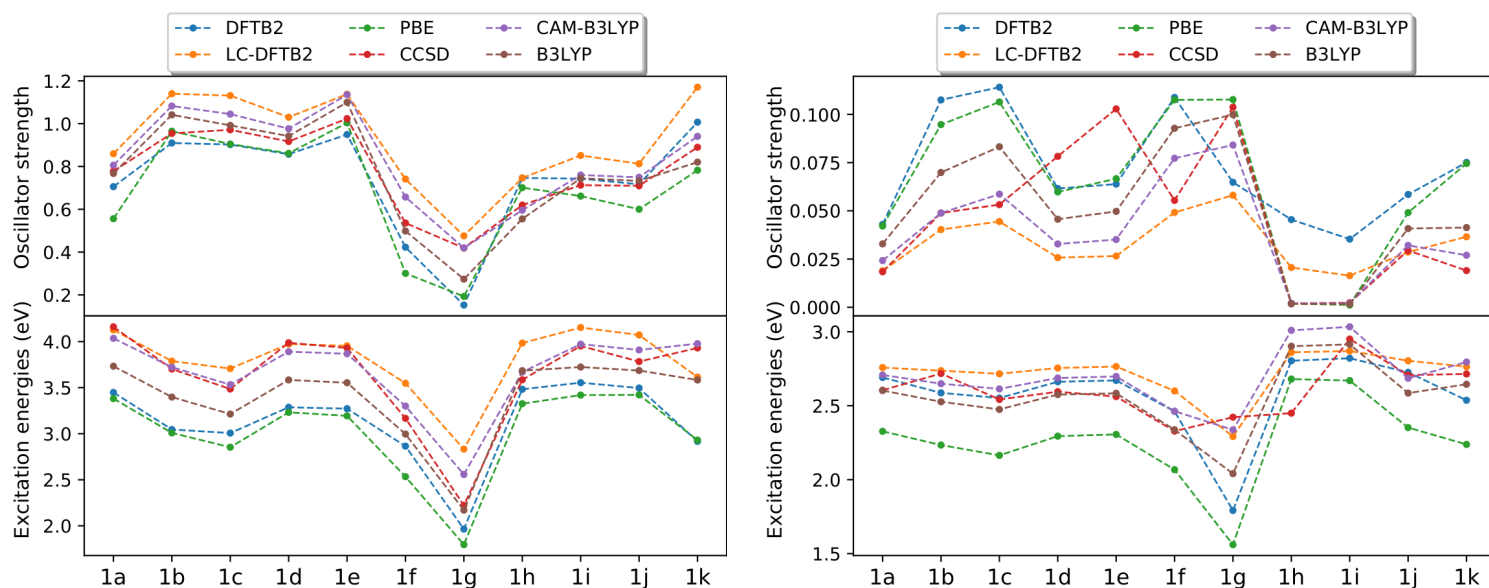 DFTB2 PBE CAM-B3LYP
LC-DFTB2 CCSD B3LYP
Oscillator strength
1.2
1.0
0.8
0.6
0.4
0.2
Excitation energies (eV)
4.0
3.5
3.0
2.5
2.0
1a 1b 1c 1d 1e 1f 1g 1h 1i 1j 1k
DFTB2 PBE CAM-B3LYP
LC-DFTB2 CCSD B3LYP
Oscillator strength
0.100
0.075
0.050
0.025
0.000
Excitation energies (eV)
3.0
2.5
2.0
1.5
1a 1b 1c 1d 1e 1f 1g 1h 1i 1j 1k